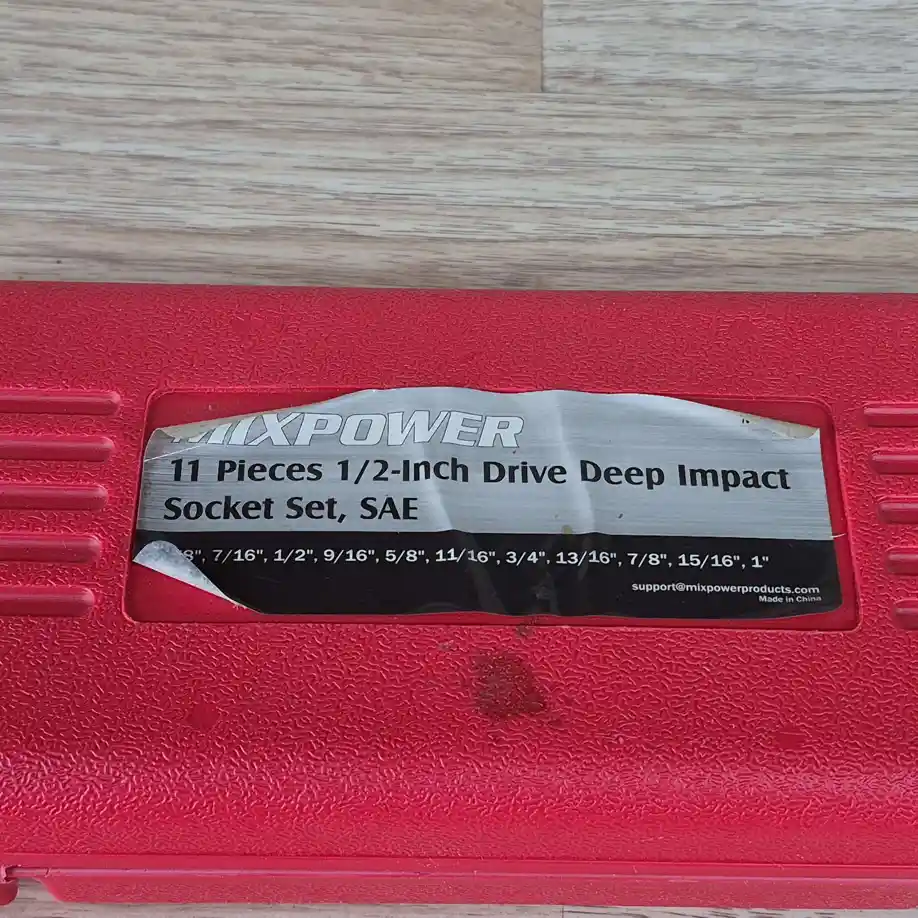 MIXPOWER
11 Pieces 1/2-Inch Drive Deep Impact
Socket Set, SAE
8", 7/16", 1/2", 9/16", 5/8", 11/16", 3/4", 13/16", 7/8", 15/16", 1"
support@mixpowerproducts.com
Made in China